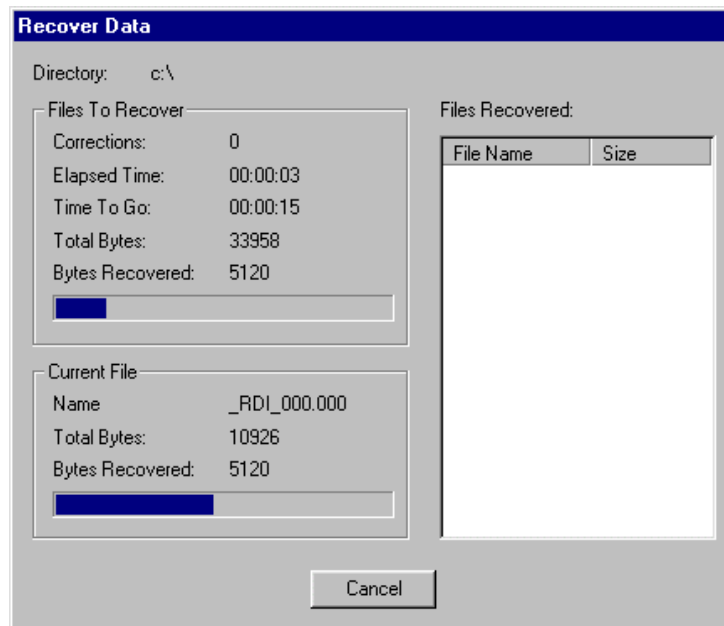 Recover Data
Directory: c:\
Files To Recover
Corrections: 0
Elapsed Time: 00:00:03
Time To Go: 00:00:15
Total Bytes: 33958
Bytes Recovered: 5120
Current File
Name _RDI_000.000
Total Bytes: 10926
Bytes Recovered: 5120
Files Recovered:
File Name Size
Cancel